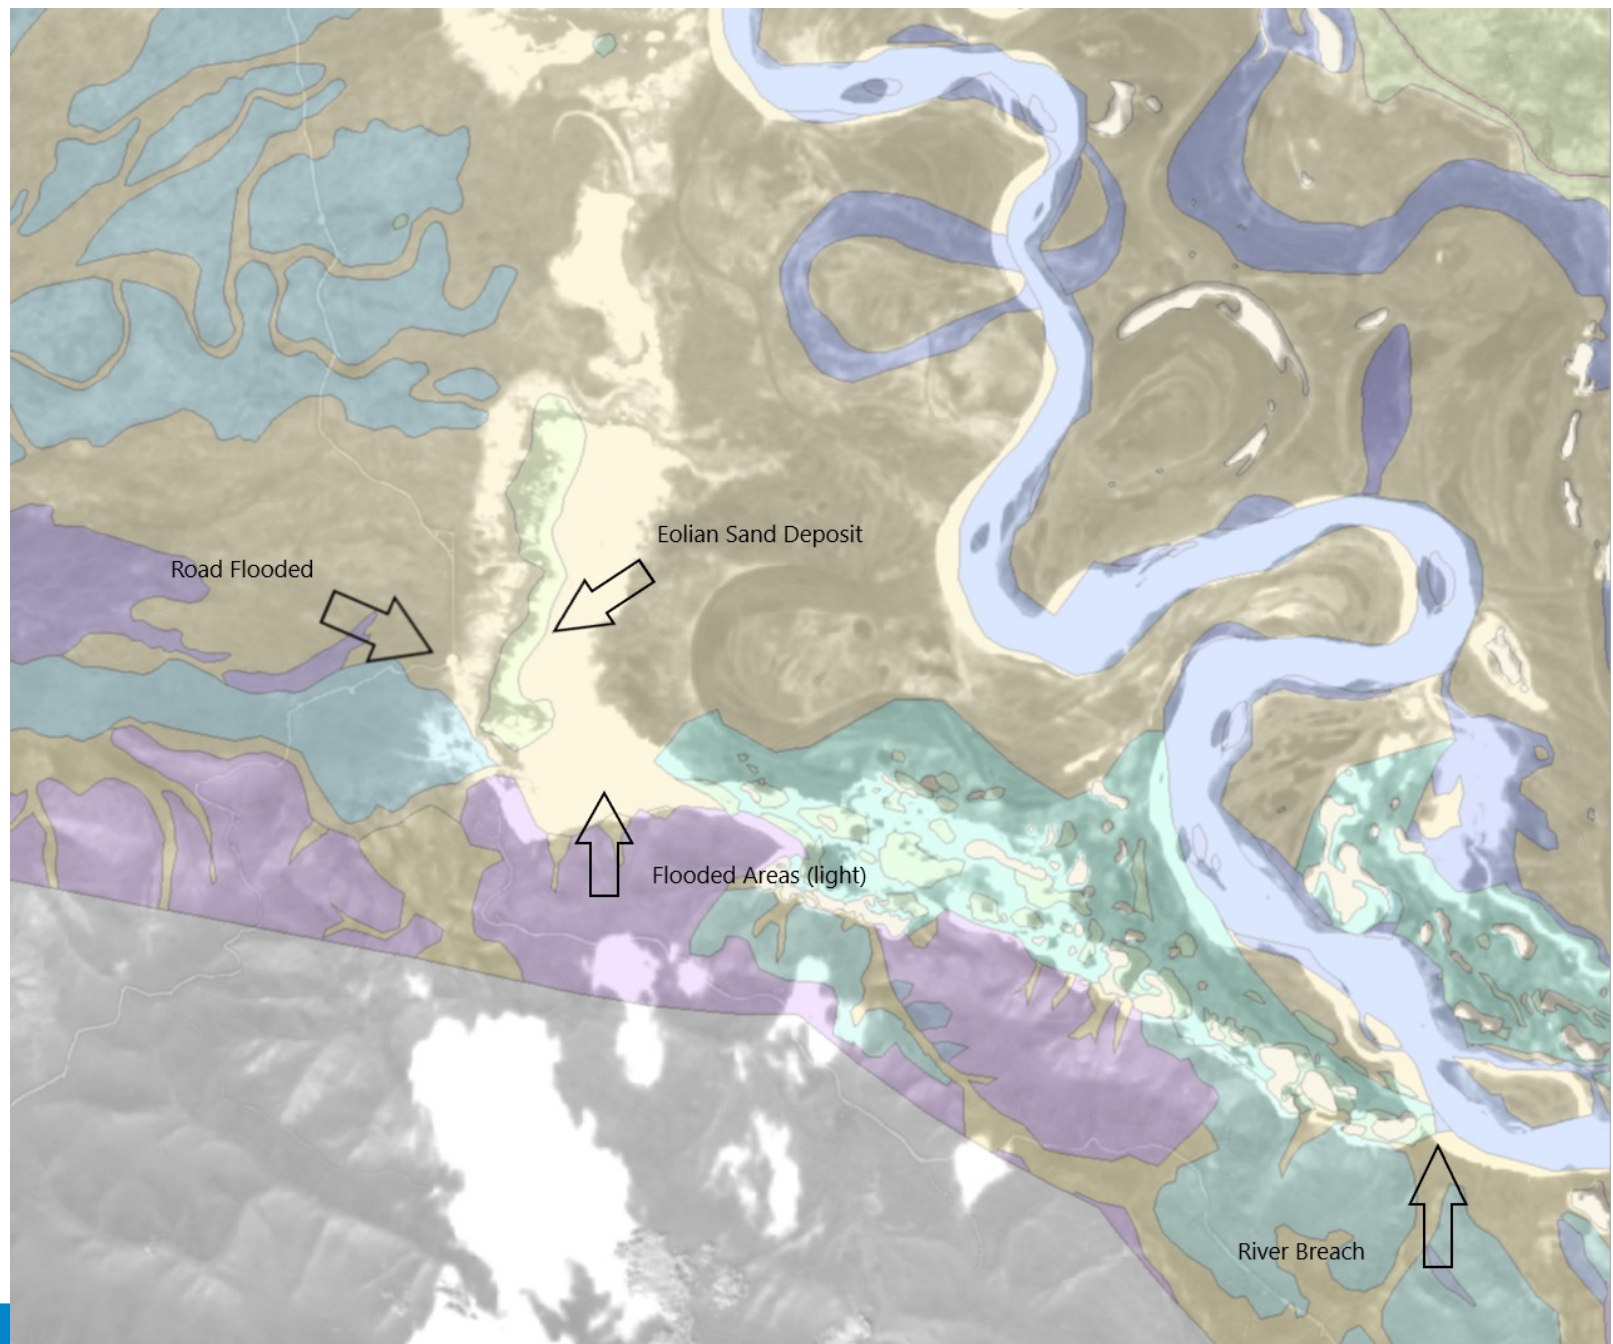 Eolian Sand Deposit
Road Flooded
Flooded Areas (light)
River Breach